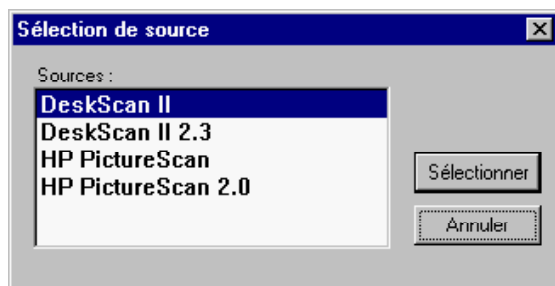 Sélection de source
Sources :
DeskScan II
DeskScan II 2.3
HP PictureScan
HP PictureScan 2.0
Sélectionner
Annuler